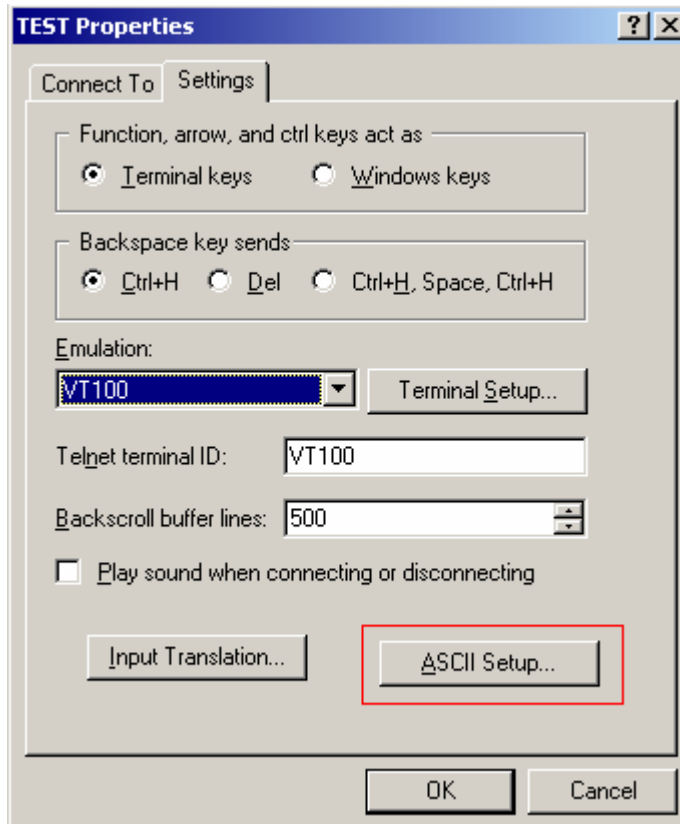 TEST Properties
Connect To Settings
Function, arrow, and ctrl keys act as
Terminal keys Windows keys
Backspace key sends
Ctrl+H Del Ctrl+H, Space, Ctrl+H
Emulation:
VT100 Terminal Setup...
Telnet terminal ID: VT100
Backscroll buffer lines: 500
Play sound when connecting or disconnecting
Input Translation... ASCII Setup...
OK Cancel